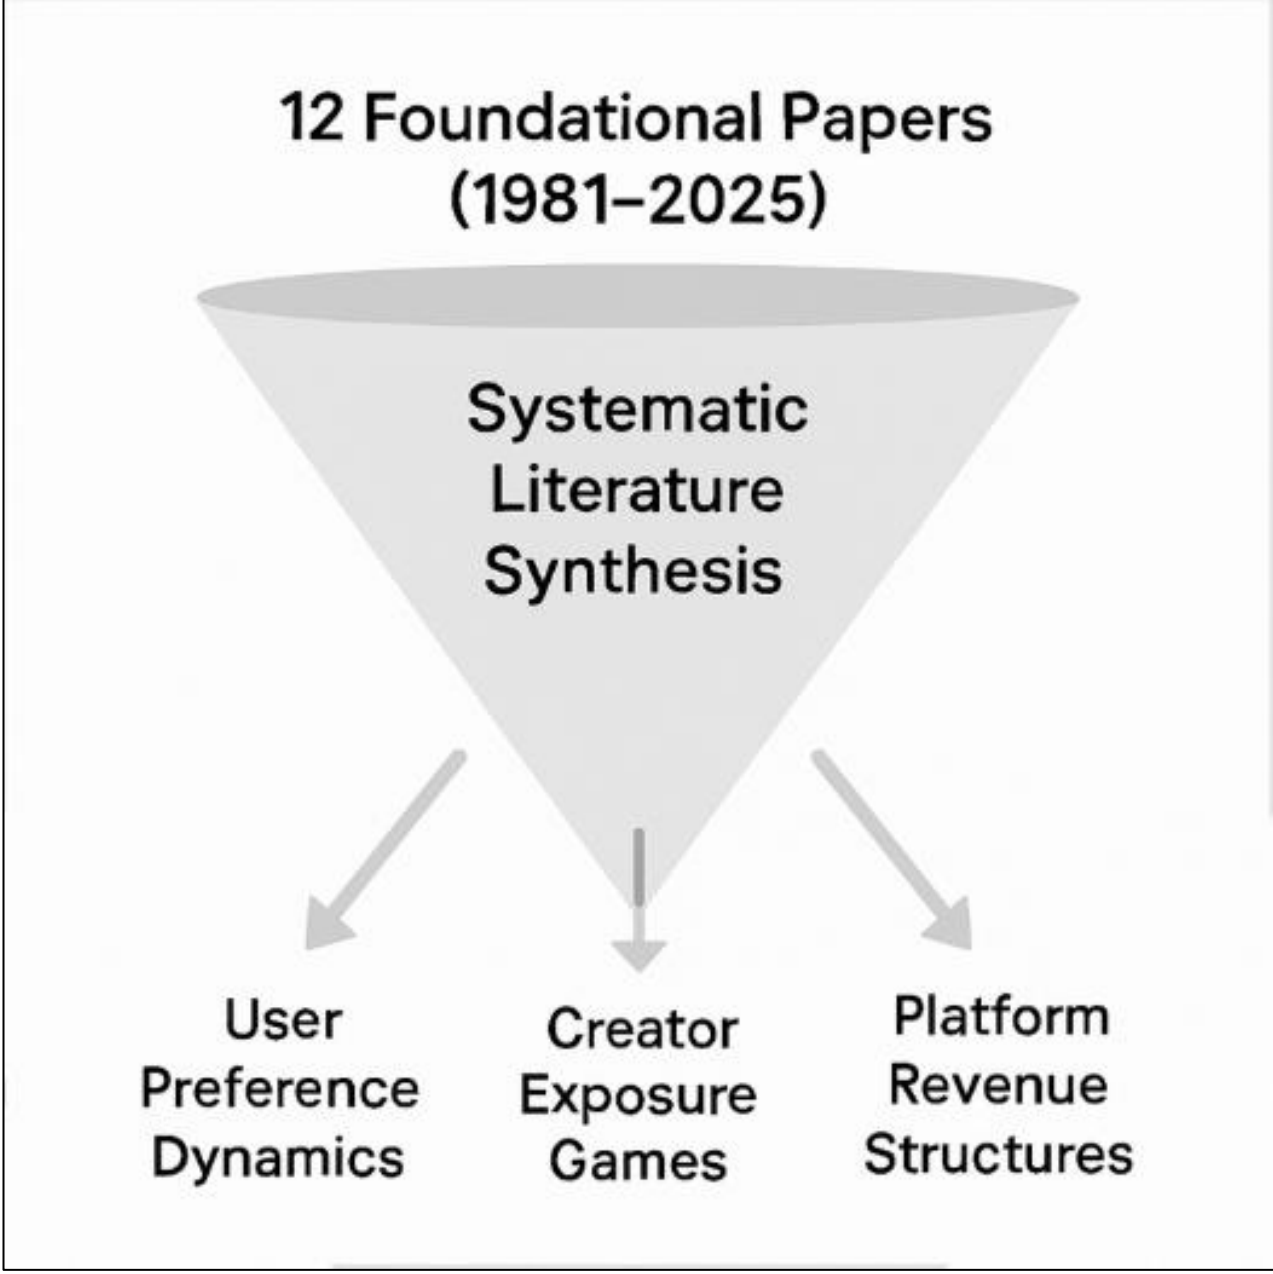 12 Foundational Papers
(1981–2025)
Systematic
Literature
Synthesis
User
Preference
Dynamics
Creator
Exposure
Games
Platform
Revenue
Structures